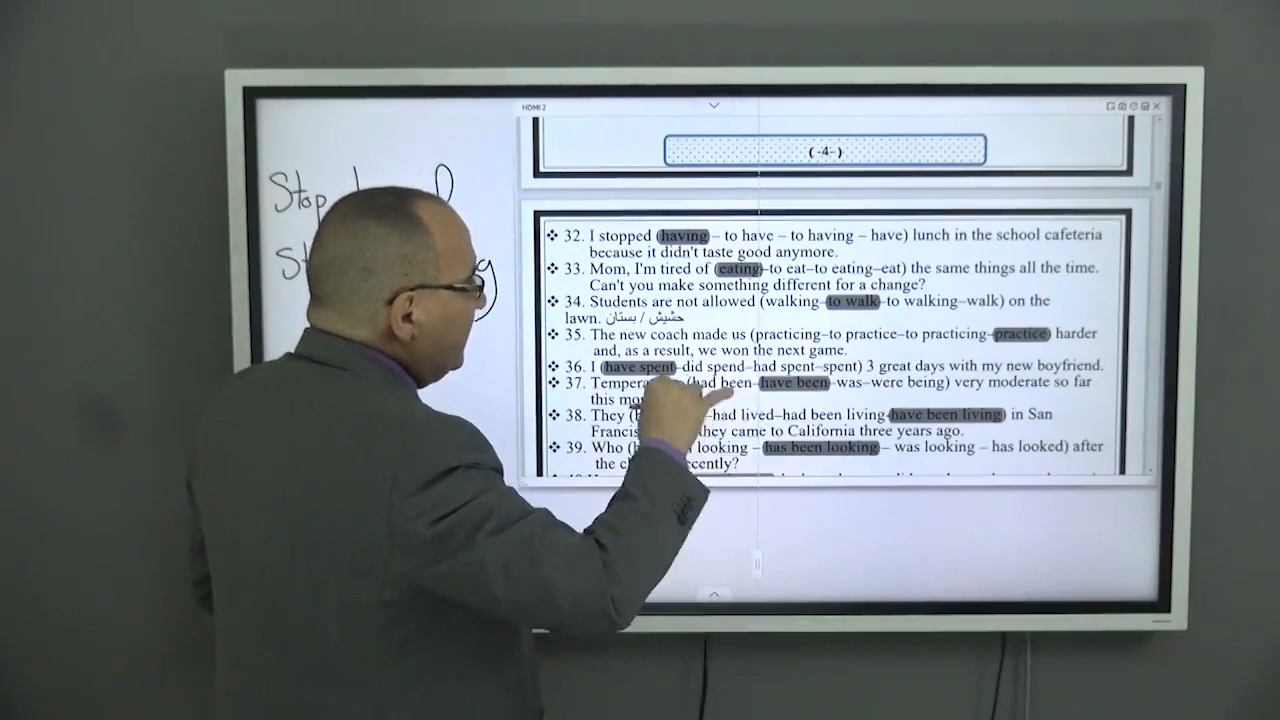 HDMI 2
Stop
( -4- )
❖ 32. I stopped (having – to have – to having – have) lunch in the school cafeteria
because it didn't taste good anymore.
❖ 33. Mom, I'm tired of (eating–to eat–to eating–eat) the same things all the time.
Can't you make something different for a change?
❖ 34. Students are not allowed (walking–to walk–to walking–walk) on the
lawn. حشيش / بستان
❖ 35. The new coach made us (practicing–to practice–to practicing–practice) harder
and, as a result, we won the next game.
❖ 36. I (have spent–did spend–had spent–spent) 3 great days with my new boyfriend.
❖ 37. (had been–have been–was–were being) very moderate so far
this
❖ 38. They –had lived–had been living–have been living) in San
they came to California three years ago.
❖ 39. Who looking – has been looking – was looking – has looked) after
the